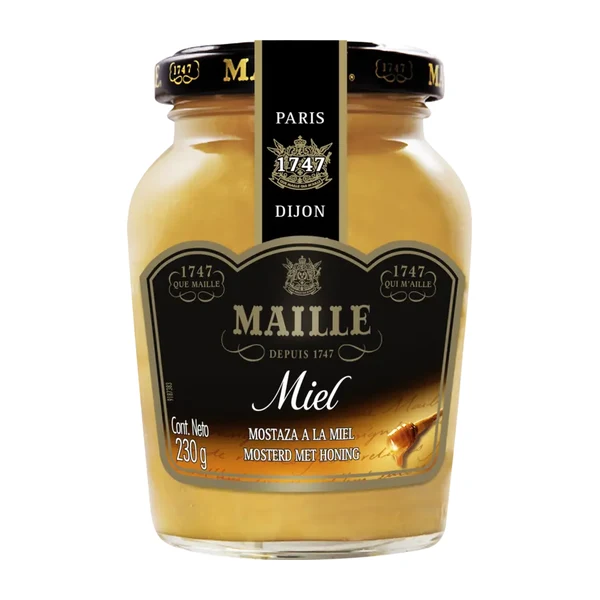 1747 MAILLE® 1747 M
PARIS
1747
DIJON
1747
QUE MAILLE
1747
QUI M'AILLE
MAILLE
DEPUIS 1747
Miel
Cont. Neto
230 g
MOSTAZA A LA MIEL
MOSTERD MET HONING